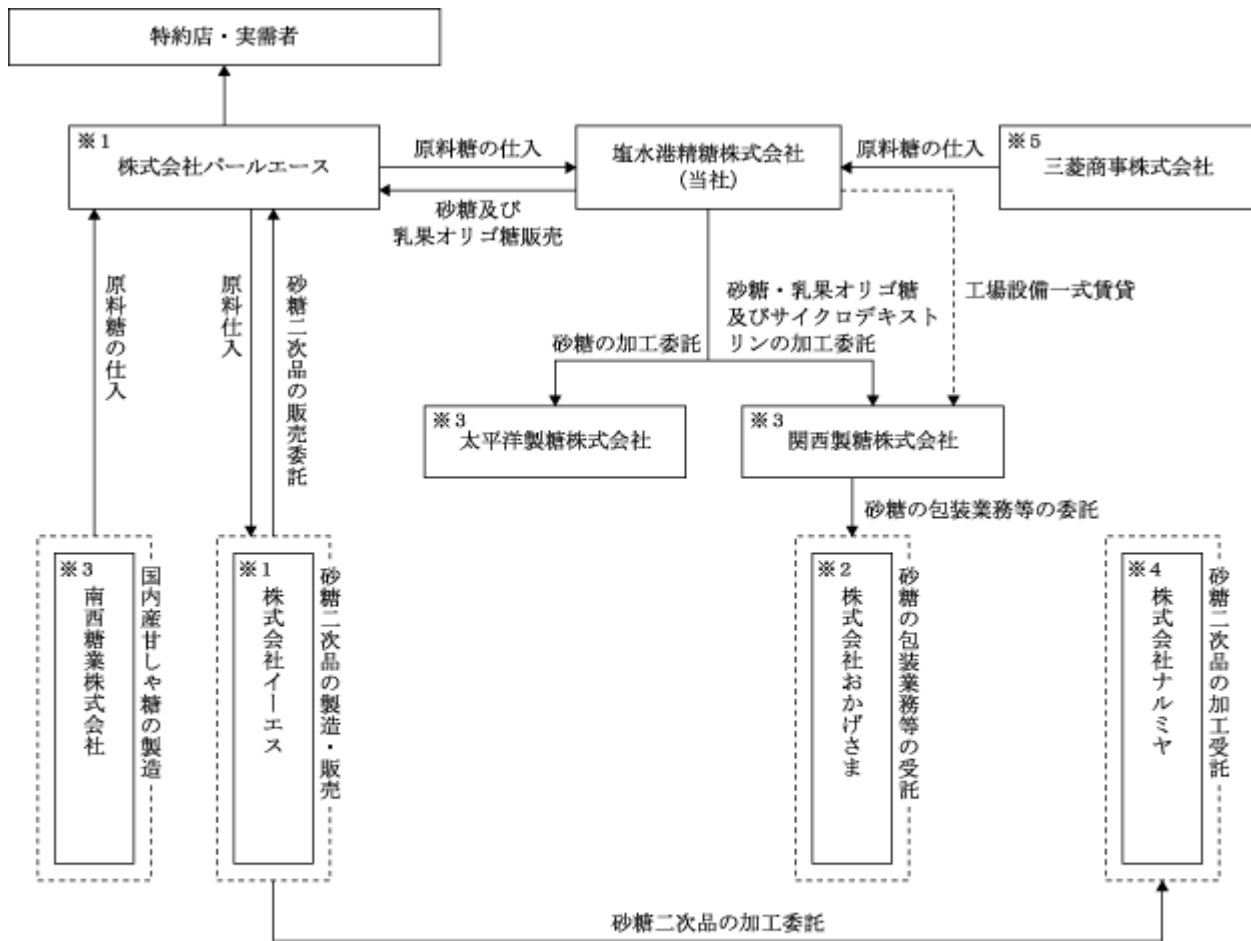 特約店・実需者
※1
株式会社パールエース
原料糖の仕入
塩水港精糖株式会社
(当社)
原料糖の仕入
※5
三菱商事株式会社
砂糖及び
乳果オリゴ糖販売
原料糖の仕入
原料仕入
砂糖二次品の販売委託
砂糖の加工委託
砂糖・乳果オリゴ糖
及びサイクロデキスト
リンの加工委託
工場設備一式賃貸
※3
太平洋製糖株式会社
※3
関西製糖株式会社
砂糖の包装業務等の委託
※3
南西糖業株式会社
国内産甘しゃ糖の製造
※1
株式会社イーエス
砂糖二次品の製造・販売
※2
株式会社おかげさま
砂糖の包装業務等の受託
※4
株式会社ナルミヤ
砂糖二次品の加工受託
砂糖二次品の加工委託